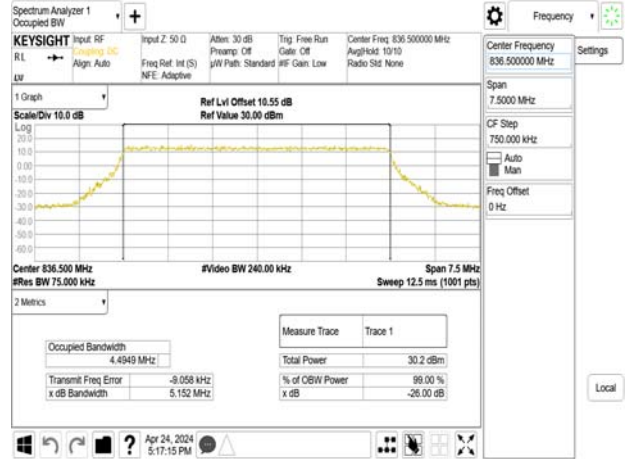 Spectrum Analyzer 1
Occupied BW
Frequency
KEYSIGHT
RL
Input: RF
Coupling: DC
Align: Auto
Input Z: 50 Ω
Freq Ref: Int (S)
NFE: Adaptive
Atten: 30 dB
Preamp: Off
µW Path: Standard
Trig: Free Run
Gate: Off
#IF Gain: Low
Center Freq: 836.500000 MHz
Avg|Hold: 10/10
Radio Std: None
Center Frequency
836.500000 MHz
Settings
Span
7.5000 MHz
CF Step
750.000 kHz
Auto
Man
Freq Offset
0 Hz
Local
1 Graph
Scale/Div 10.0 dB
Ref Lvl Offset 10.55 dB
Ref Value 30.00 dBm
Log
20.0
10.0
0.00
-10.0
-20.0
-30.0
-40.0
-50.0
-60.0
Center 836.500 MHz
#Res BW 75.000 kHz
#Video BW 240.00 kHz
Span 7.5 MHz
Sweep 12.5 ms (1001 pts)
2 Metrics
Measure Trace Trace 1
Occupied Bandwidth
4.4949 MHz
Total Power 30.2 dBm
Transmit Freq Error -9.058 kHz
% of OBW Power 99.00 %
x dB Bandwidth 5.152 MHz
x dB -26.00 dB
Apr 24, 2024
5:17:15 PM